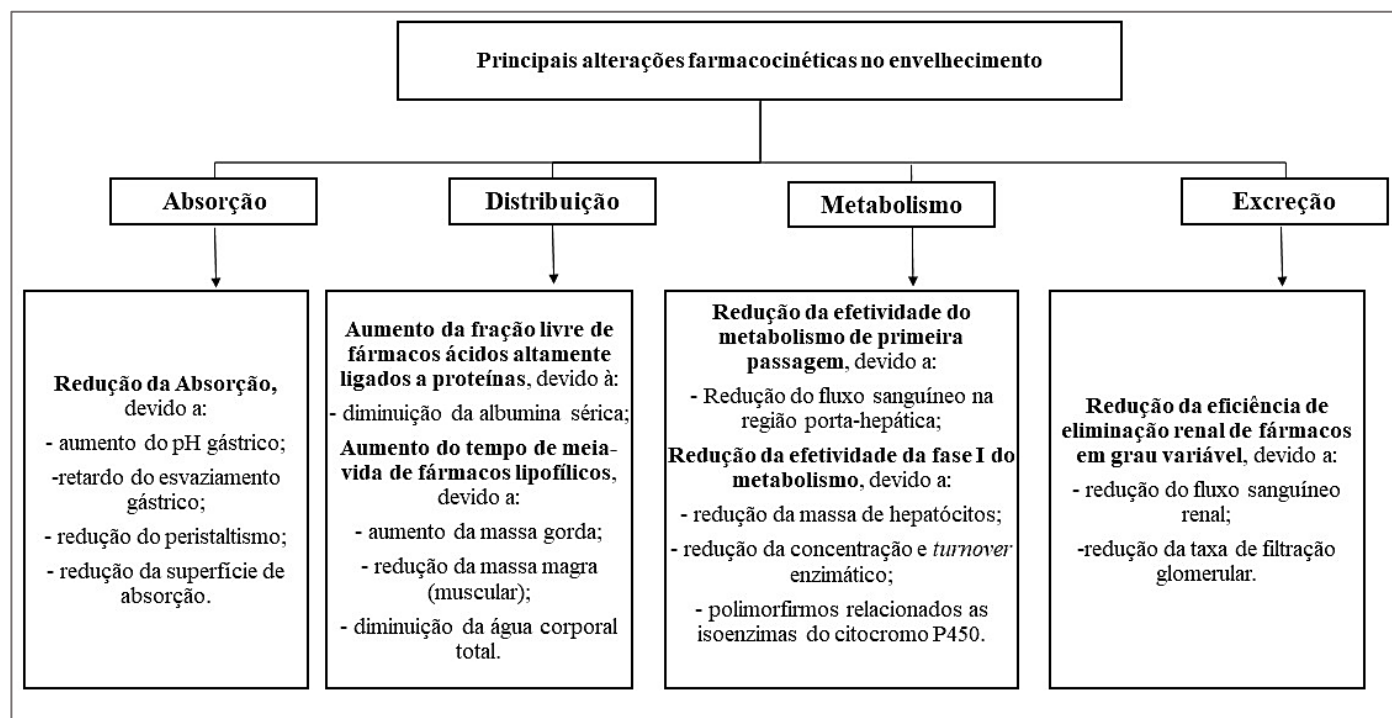 Principais alterações farmacocinéticas no envelhecimento
Absorção
Distribuição
Metabolismo
Excreção
Redução da Absorção,
devido a:
- aumento do pH gástrico;
-retardo do esvaziamento
gástrico;
- redução do peristaltismo;
- redução da superfície de
absorção.
Aumento da fração livre de
fármacos ácidos altamente
ligados a proteínas, devido à:
- diminuição da albumina sérica;
Aumento do tempo de meia-
vida de fármacos lipofílicos,
devido a:
- aumento da massa gorda;
- redução da massa magra
(muscular);
- diminuição da água corporal
total.
Redução da efetividade do
metabolismo de primeira
passagem, devido a:
- Redução do fluxo sanguíneo na
região porta-hepática;
Redução da efetividade da fase I do
metabolismo, devido a:
- redução da massa de hepatócitos;
- redução da concentração e turnover
enzimático;
- polimorfirmos relacionados as
isoenzimas do citocromo P450.
Redução da eficiência de
eliminação renal de fármacos
em grau variável, devido a:
- redução do fluxo sanguíneo
renal;
-redução da taxa de filtração
glomerular.